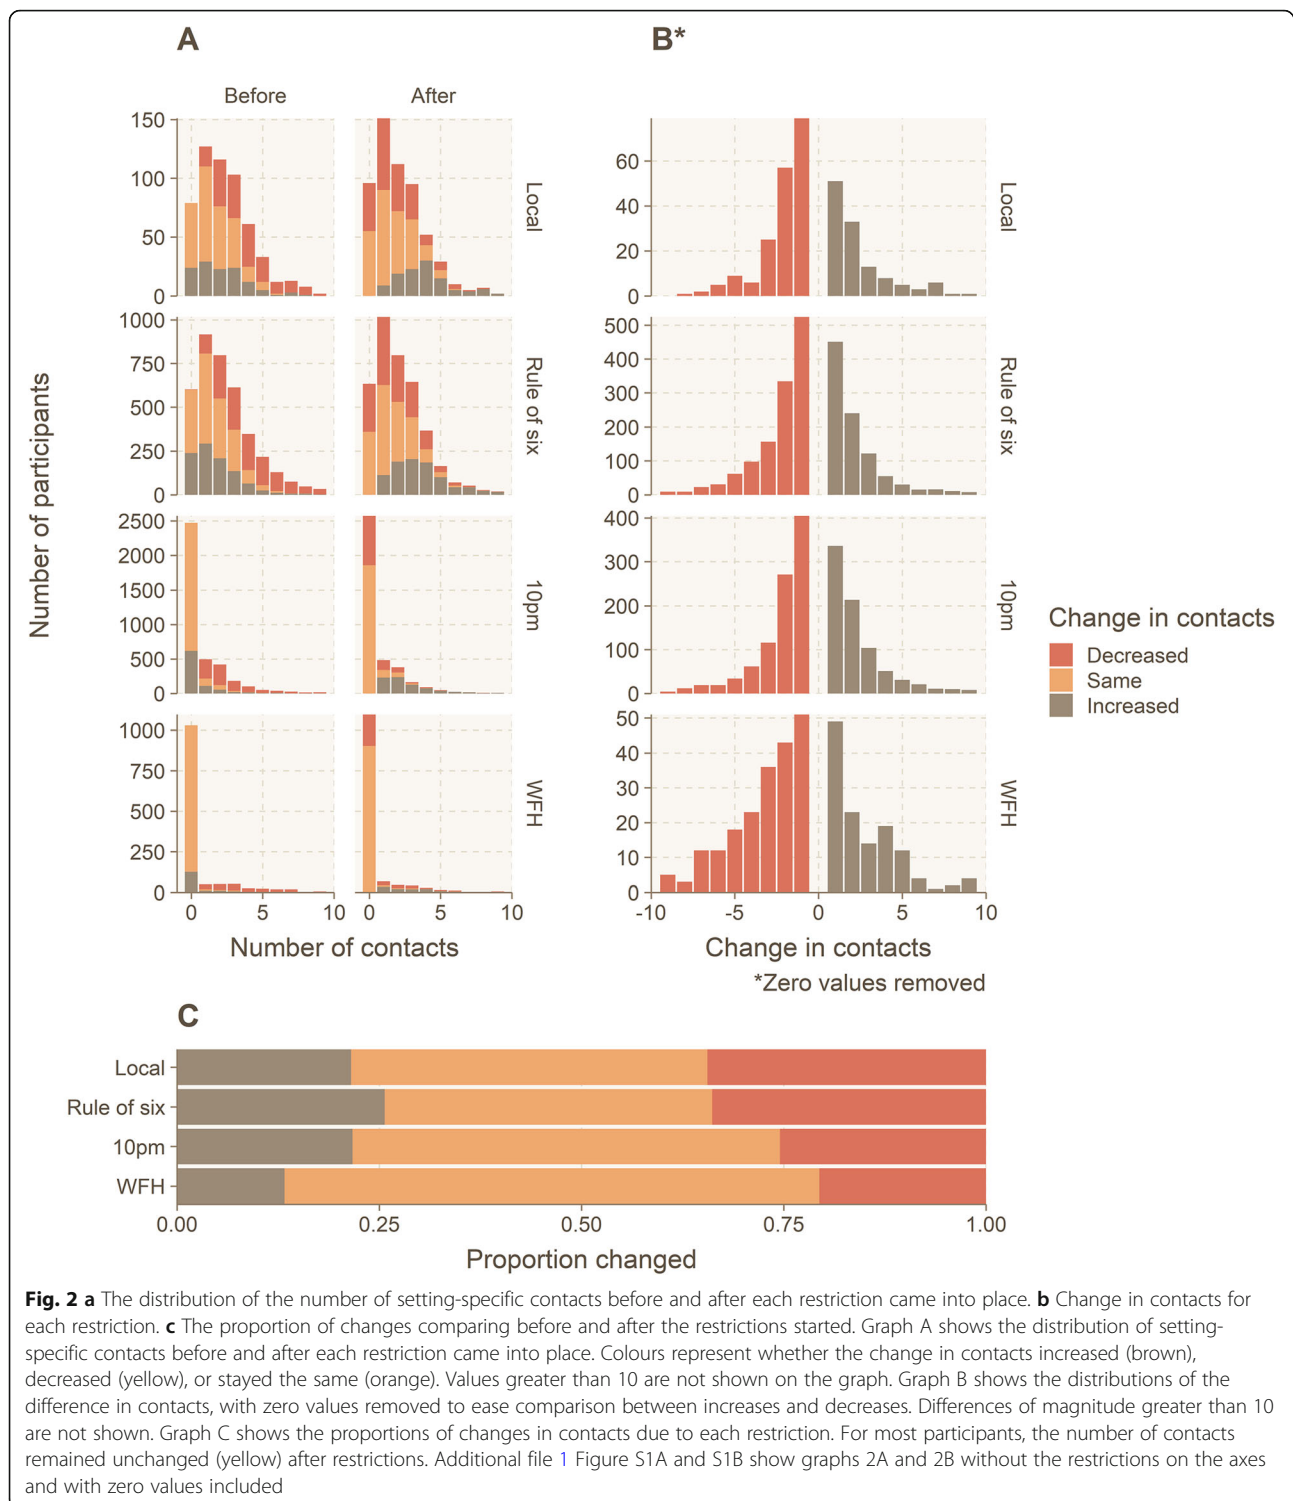 A
B*
Before
After
150
100
50
0
Local
60
40
20
0
Local
1000
750
500
250
0
Rule of six
500
400
300
200
100
0
Rule of six
Number of participants
2500
2000
1500
1000
500
0
10pm
400
300
200
100
0
10pm
Change in contacts
Decreased
Same
Increased
1000
750
500
250
0
WFH
50
40
30
20
10
0
WFH
0 5 10 0 5 10
-10 -5 0 5 10
Number of contacts
Change in contacts
*Zero values removed
C
Local
Rule of six
10pm
WFH
0.00 0.25 0.50 0.75 1.00
Proportion changed
Fig. 2 a The distribution of the number of setting-specific contacts before and after each restriction came into place. b Change in contacts for
each restriction. c The proportion of changes comparing before and after the restrictions started. Graph A shows the distribution of setting-
specific contacts before and after each restriction came into place. Colours represent whether the change in contacts increased (brown),
decreased (yellow), or stayed the same (orange). Values greater than 10 are not shown on the graph. Graph B shows the distributions of the
difference in contacts, with zero values removed to ease comparison between increases and decreases. Differences of magnitude greater than 10
are not shown. Graph C shows the proportions of changes in contacts due to each restriction. For most participants, the number of contacts
remained unchanged (yellow) after restrictions. Additional file 1 Figure S1A and S1B show graphs 2A and 2B without the restrictions on the axes
and with zero values included